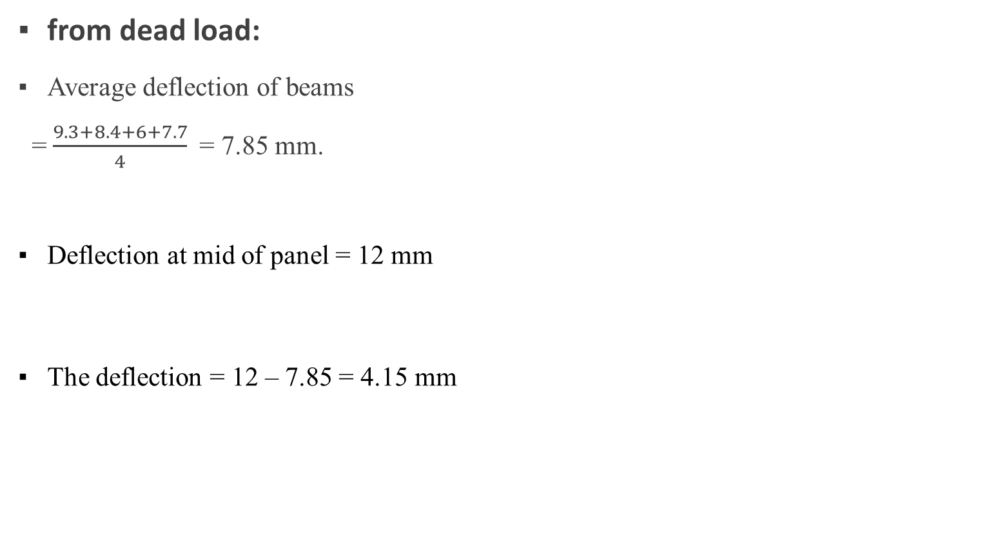 ▪ from dead load:
▪ Average deflection of beams
= \frac{9.3+8.4+6+7.7}{4} = 7.85 mm.
▪ Deflection at mid of panel = 12 mm
▪ The deflection = 12 – 7.85 = 4.15 mm